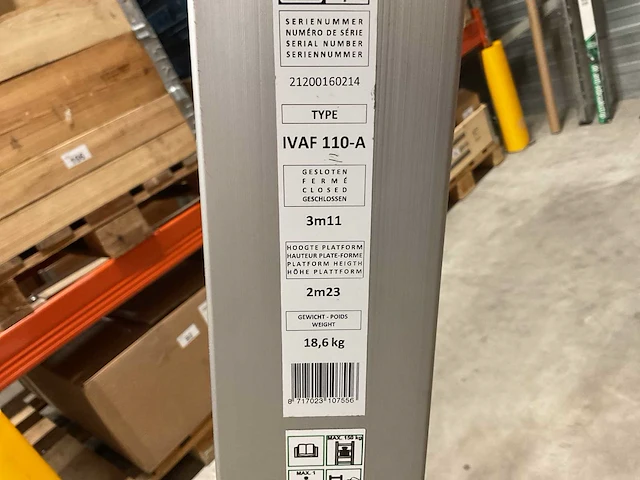 SERIENUMMER
NUMÉRO DE SÉRIE
SERIAL NUMBER
SERIENNUMMER
21200160214
TYPE
IVAF 110-A
GESLOTEN
FERMÉ
CLOSED
GESCHLOSSEN
3m11
HOOGTE PLATFORM
HAUTEUR PLATE-FORME
PLATFORM HEIGTH
HÖHE PLATTFORM
2m23
GEWICHT - POIDS
WEIGHT
18,6 kg
8 717023 107556
MAX. 150 kg
MAX. 1